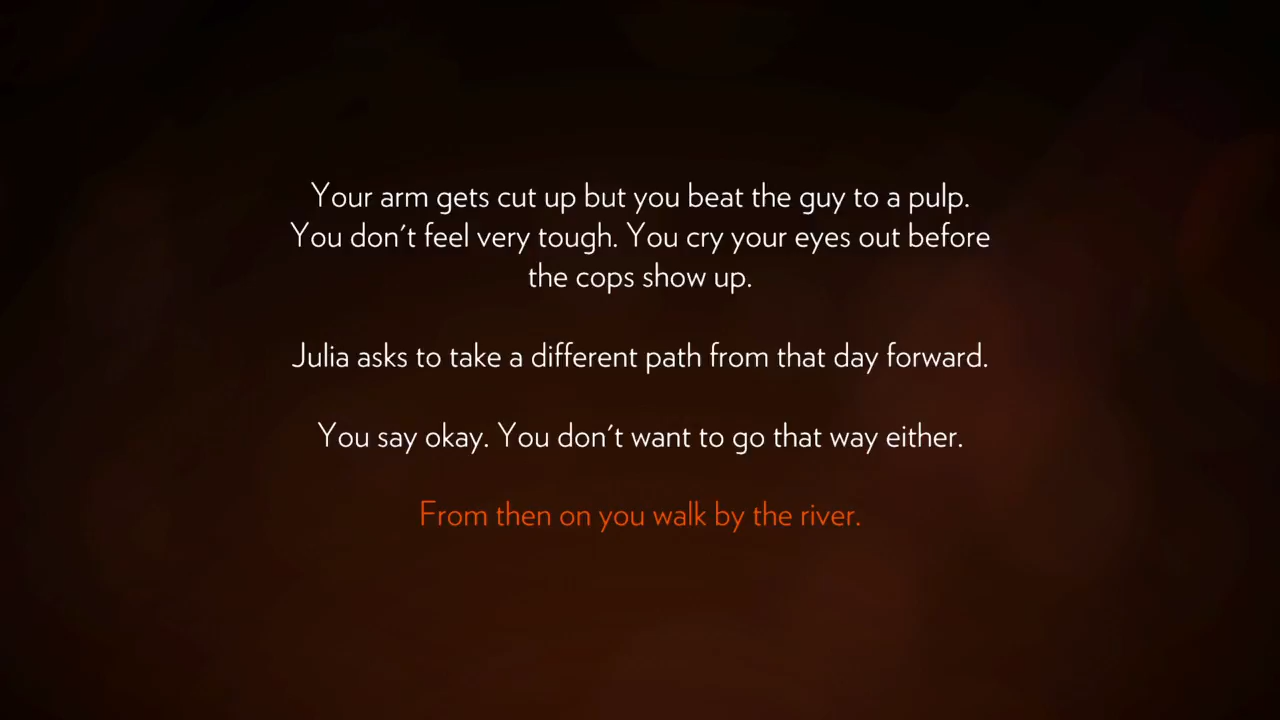 Your arm gets cut up but you beat the guy to a pulp.
You don't feel very tough. You cry your eyes out before
the cops show up.
Julia asks to take a different path from that day forward.
You say okay. You don't want to go that way either.
From then on you walk by the river.